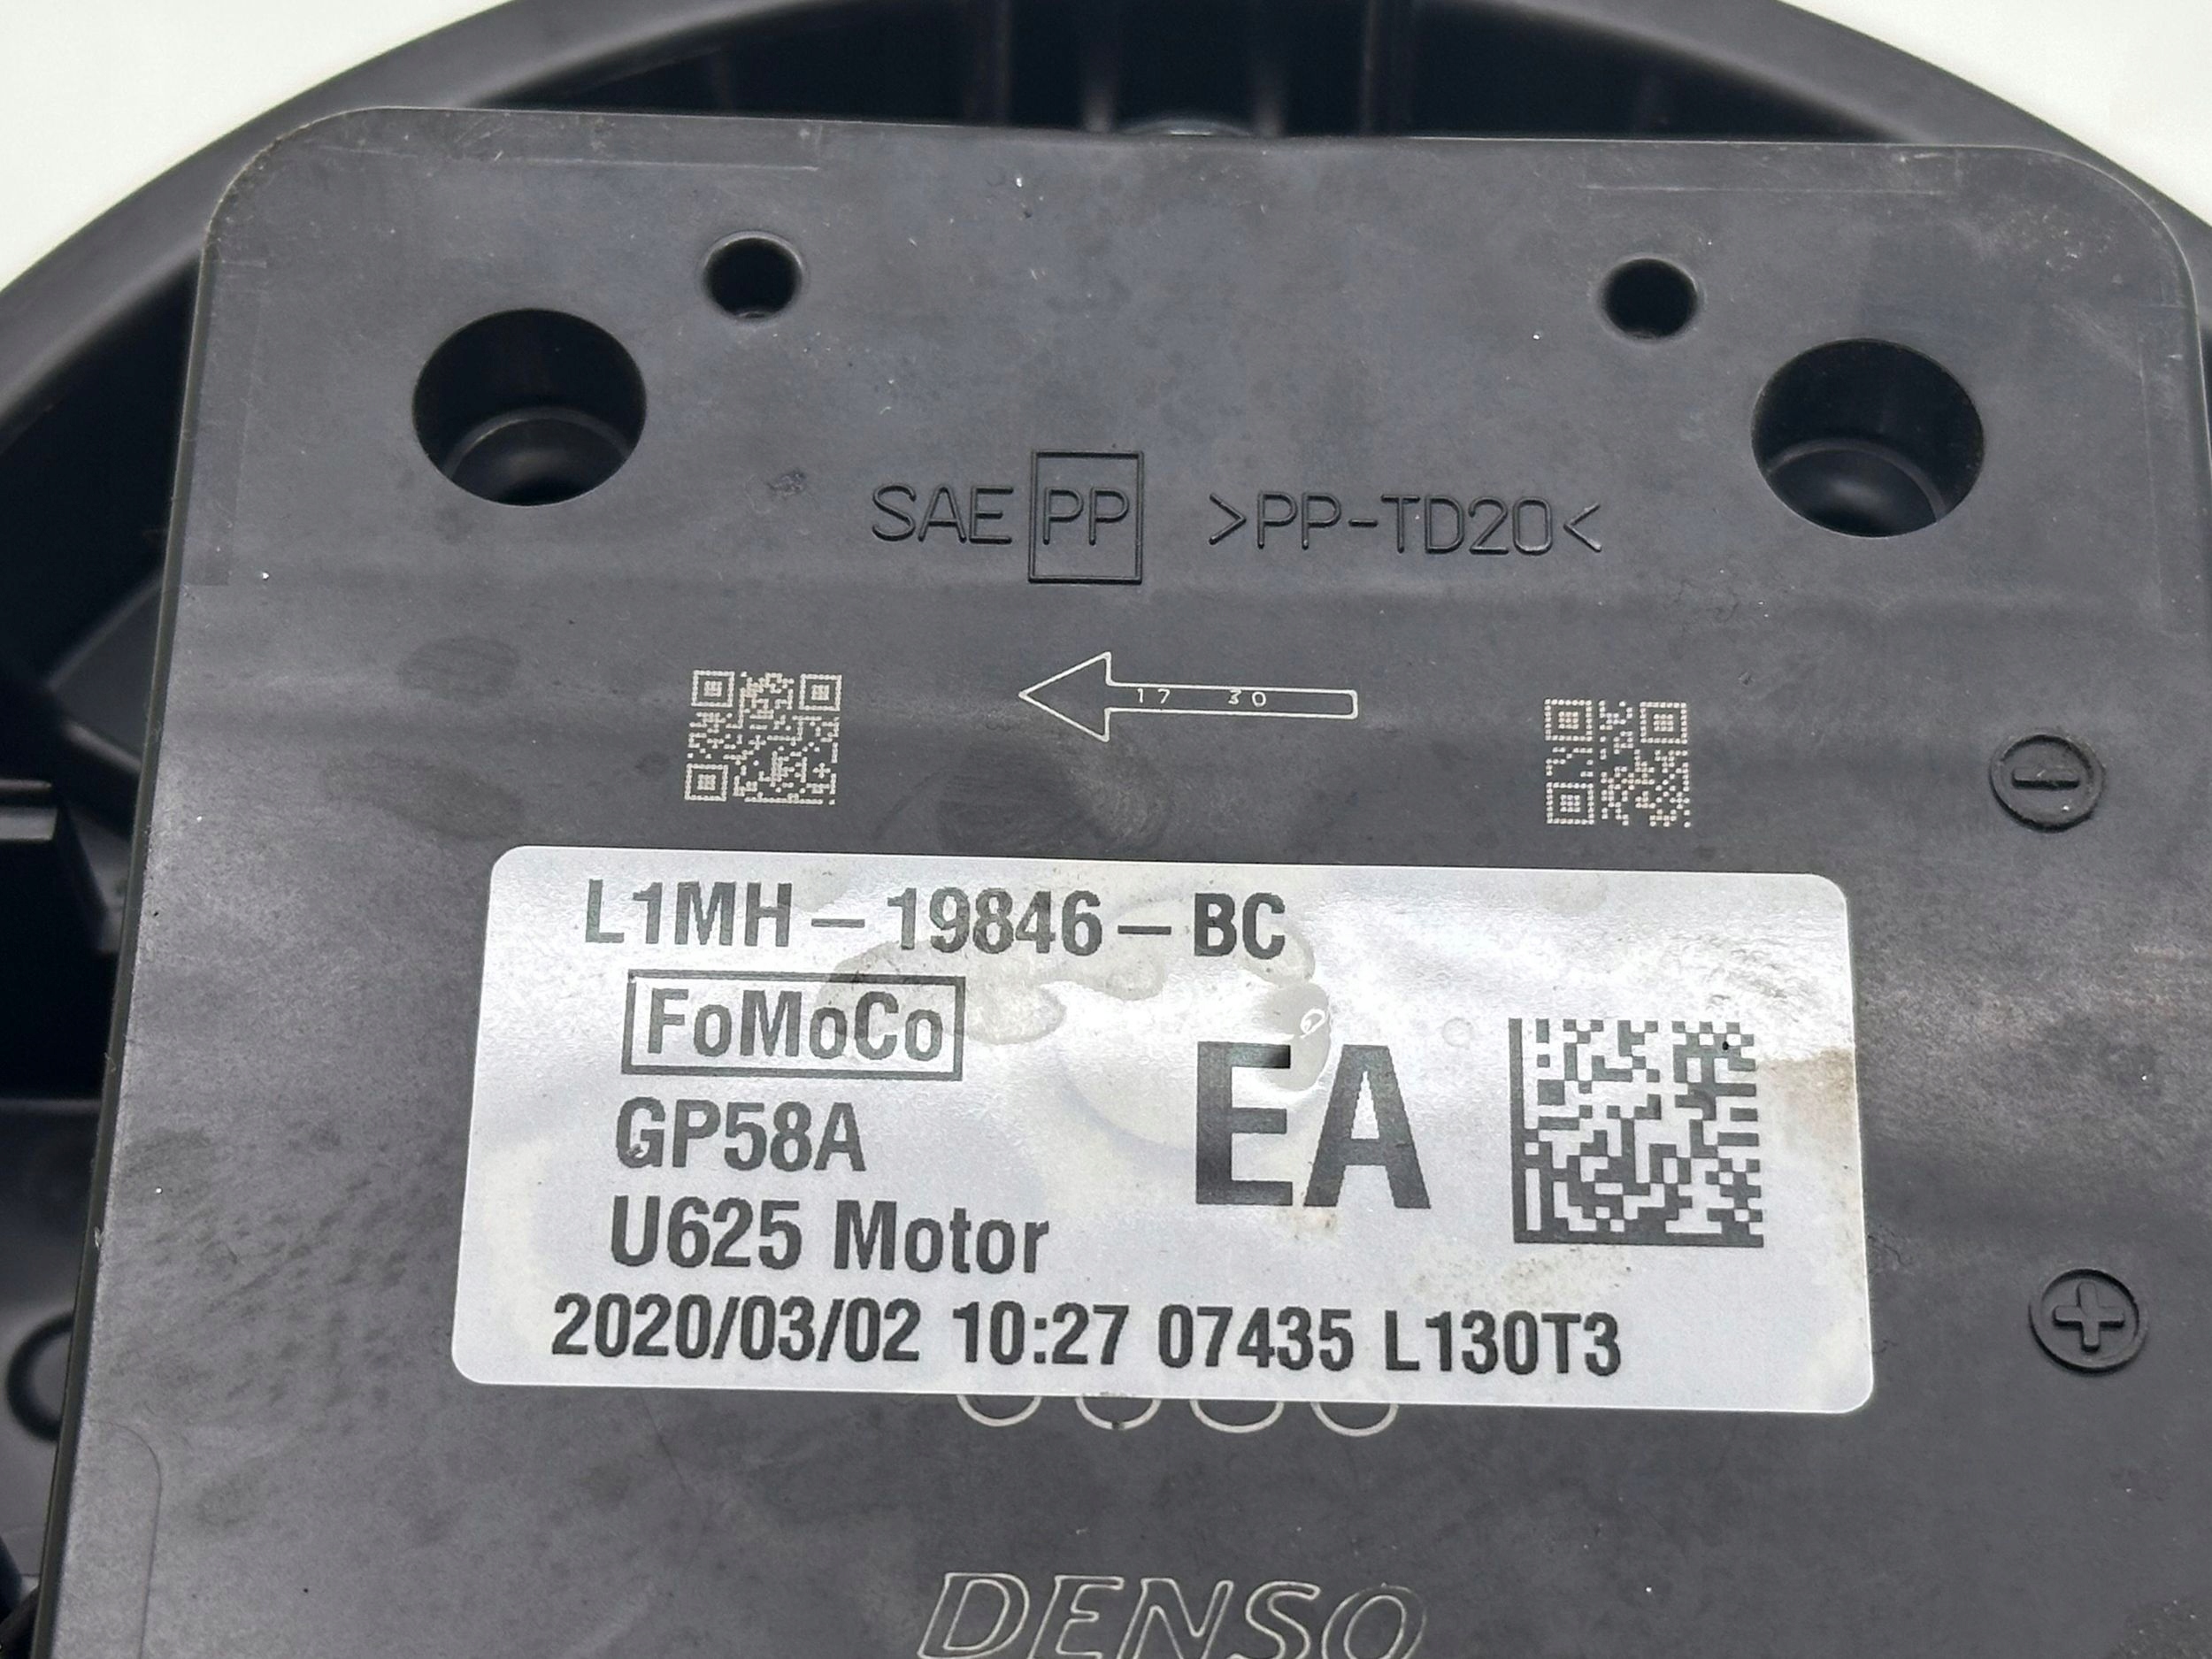 SAE PP >PP-TD20<
17 30
L1MH – 19846 – BC
FoMoCo
GP58A
EA
U625 Motor
2020/03/02 10:27 07435 L130T3
DENSO